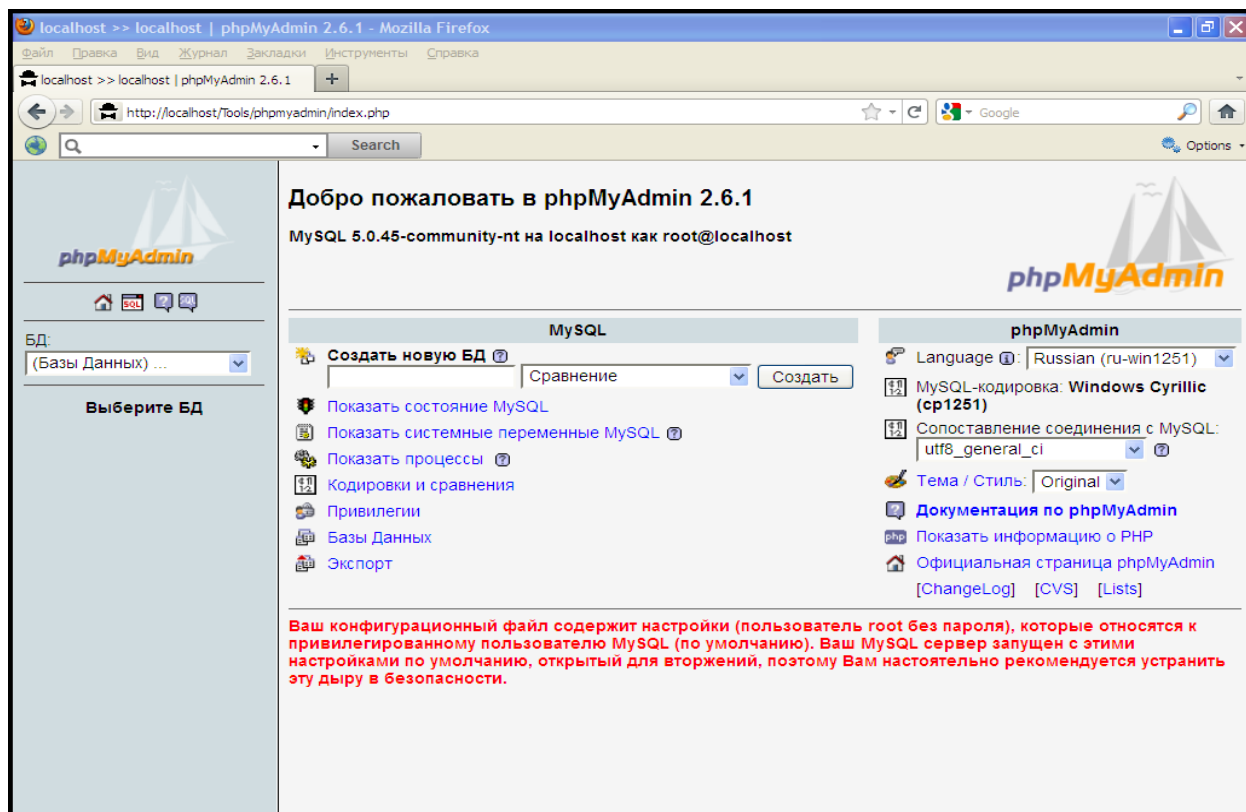 localhost >> localhost | phpMyAdmin 2.6.1 - Mozilla Firefox
Файл Правка Вид Журнал Закладки Инструменты Справка
localhost >> localhost | phpMyAdmin 2.6.1 +
http://localhost/Tools/phpmyadmin/index.php Google
Search Options
phpMyAdmin
SQL ? SQL
БД:
(Базы Данных) ...
Выберите БД
Добро пожаловать в phpMyAdmin 2.6.1
MySQL 5.0.45-community-nt на localhost как root@localhost
phpMyAdmin
MySQL
Создать новую БД ?
Сравнение Создать
Показать состояние MySQL
Показать системные переменные MySQL ?
Показать процессы ?
Кодировки и сравнения
Привилегии
Базы Данных
Экспорт
phpMyAdmin
Language : Russian (ru-win1251)
MySQL-кодировка: Windows Cyrillic
(cp1251)
Сопоставление соединения с MySQL:
utf8_general_ci ?
Тема / Стиль: Original
Документация по phpMyAdmin
php Показать информацию о PHP
Официальная страница phpMyAdmin
[ChangeLog] [CVS] [Lists]
Ваш конфигурационный файл содержит настройки (пользователь root без пароля), которые относятся к
привилегированному пользователю MySQL (по умолчанию). Ваш MySQL сервер запущен с этими
настройками по умолчанию, открытый для вторжений, поэтому Вам настоятельно рекомендуется устранить
эту дыру в безопасности.